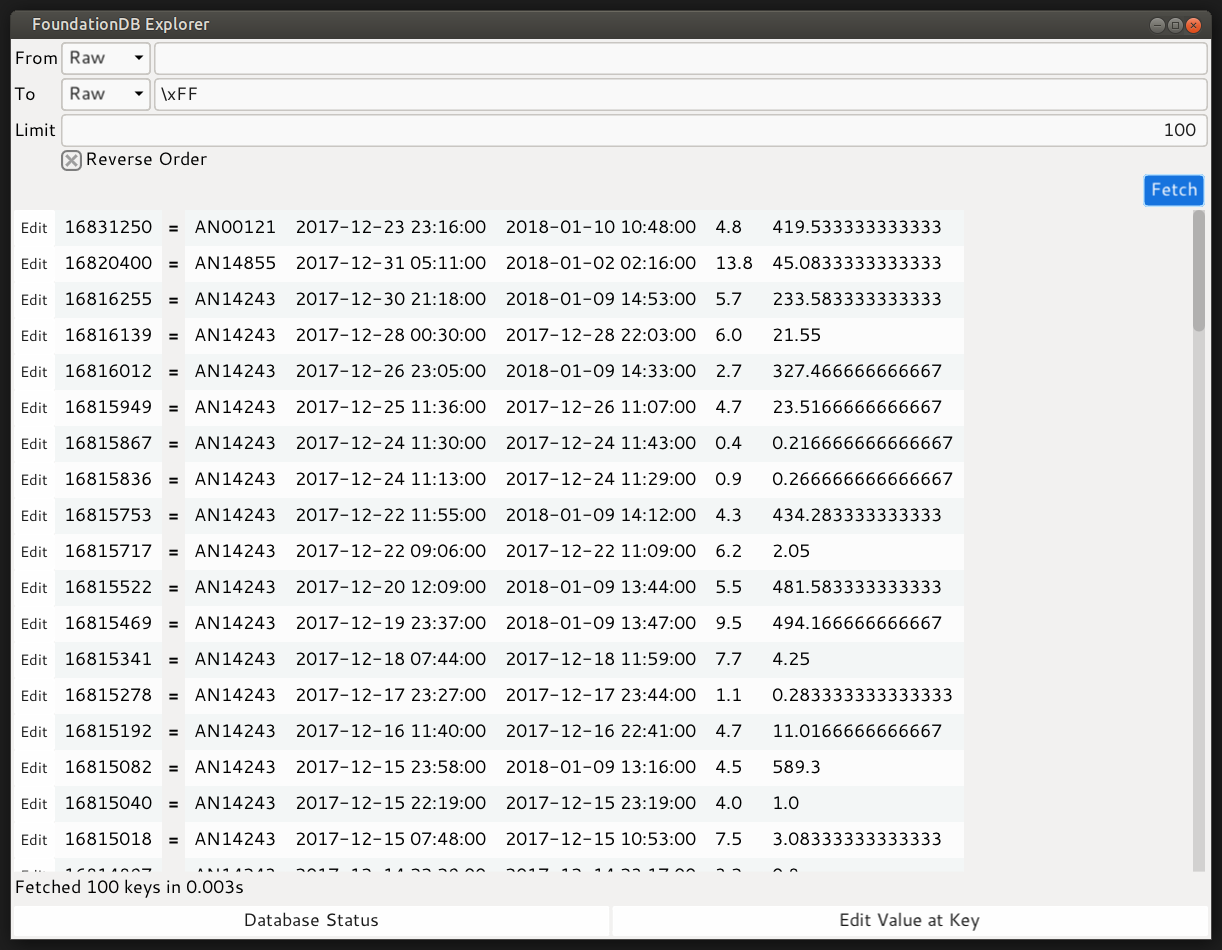 FoundationDB Explorer
From Raw
To Raw \xFF
Limit 100
Reverse Order
Fetch
Edit 16831250 = AN00121 2017-12-23 23:16:00 2018-01-10 10:48:00 4.8 419.533333333333
Edit 16820400 = AN14855 2017-12-31 05:11:00 2018-01-02 02:16:00 13.8 45.0833333333333
Edit 16816255 = AN14243 2017-12-30 21:18:00 2018-01-09 14:53:00 5.7 233.583333333333
Edit 16816139 = AN14243 2017-12-28 00:30:00 2017-12-28 22:03:00 6.0 21.55
Edit 16816012 = AN14243 2017-12-26 23:05:00 2018-01-09 14:33:00 2.7 327.466666666667
Edit 16815949 = AN14243 2017-12-25 11:36:00 2017-12-26 11:07:00 4.7 23.5166666666667
Edit 16815867 = AN14243 2017-12-24 11:30:00 2017-12-24 11:43:00 0.4 0.216666666666667
Edit 16815836 = AN14243 2017-12-24 11:13:00 2017-12-24 11:29:00 0.9 0.266666666666667
Edit 16815753 = AN14243 2017-12-22 11:55:00 2018-01-09 14:12:00 4.3 434.283333333333
Edit 16815717 = AN14243 2017-12-22 09:06:00 2017-12-22 11:09:00 6.2 2.05
Edit 16815522 = AN14243 2017-12-20 12:09:00 2018-01-09 13:44:00 5.5 481.583333333333
Edit 16815469 = AN14243 2017-12-19 23:37:00 2018-01-09 13:47:00 9.5 494.166666666667
Edit 16815341 = AN14243 2017-12-18 07:44:00 2017-12-18 11:59:00 7.7 4.25
Edit 16815278 = AN14243 2017-12-17 23:27:00 2017-12-17 23:44:00 1.1 0.283333333333333
Edit 16815192 = AN14243 2017-12-16 11:40:00 2017-12-16 22:41:00 4.7 11.0166666666667
Edit 16815082 = AN14243 2017-12-15 23:58:00 2018-01-09 13:16:00 4.5 589.3
Edit 16815040 = AN14243 2017-12-15 22:19:00 2017-12-15 23:19:00 4.0 1.0
Edit 16815018 = AN14243 2017-12-15 07:48:00 2017-12-15 10:53:00 7.5 3.08333333333333
Fetched 100 keys in 0.003s
Database Status Edit Value at Key